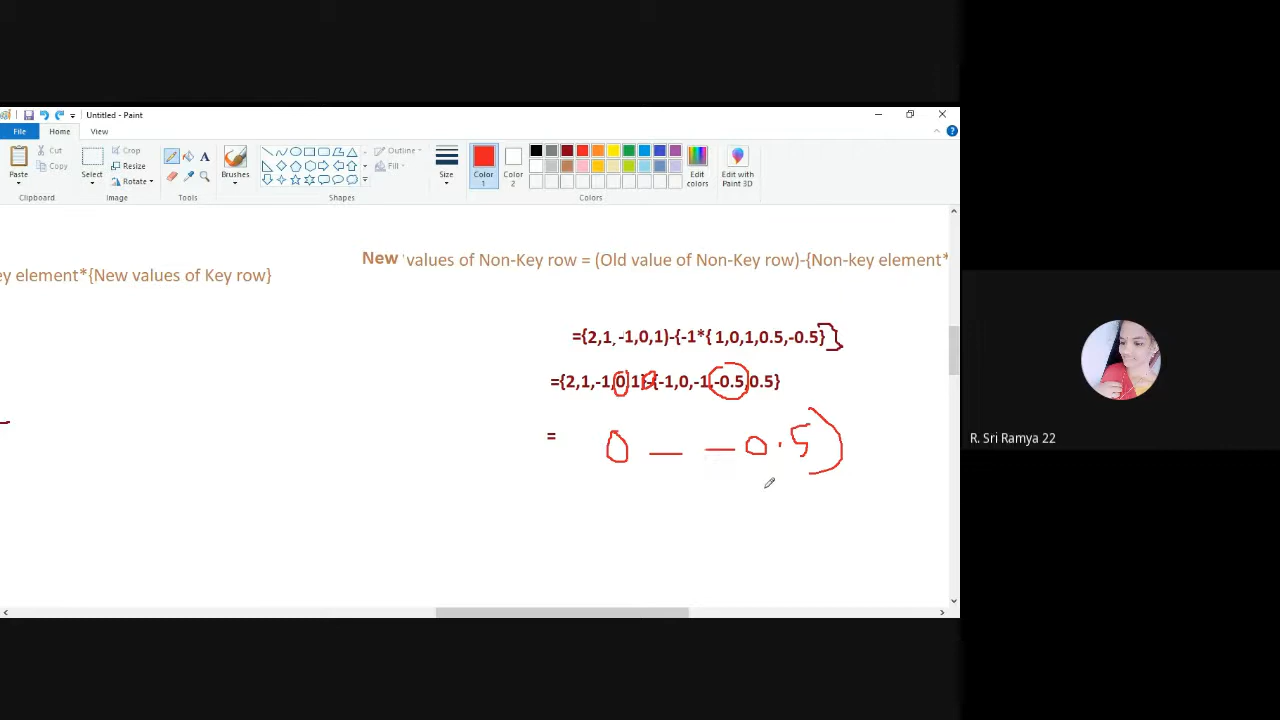 Untitled - Paint
File Home View
Paste
Cut
Copy
Clipboard
Select
Crop
Resize
Rotate
Image
Tools
Brushes
Outline
Fill
Shapes
Size
Color 1
Color 2
Edit colors
Colors
Edit with Paint 3D
ey element*{New values of Key row}
New values of Non-Key row = (Old value of Non-Key row)-{Non-key element*
={2,1,-1,0,1)-{-1*{ 1,0,1,0.5,-0.5}}
={2,1,-1,0,1)-{-1,0,-1,-0.5,0.5}
= 0 — — 0.5)
R. Sri Ramya 22